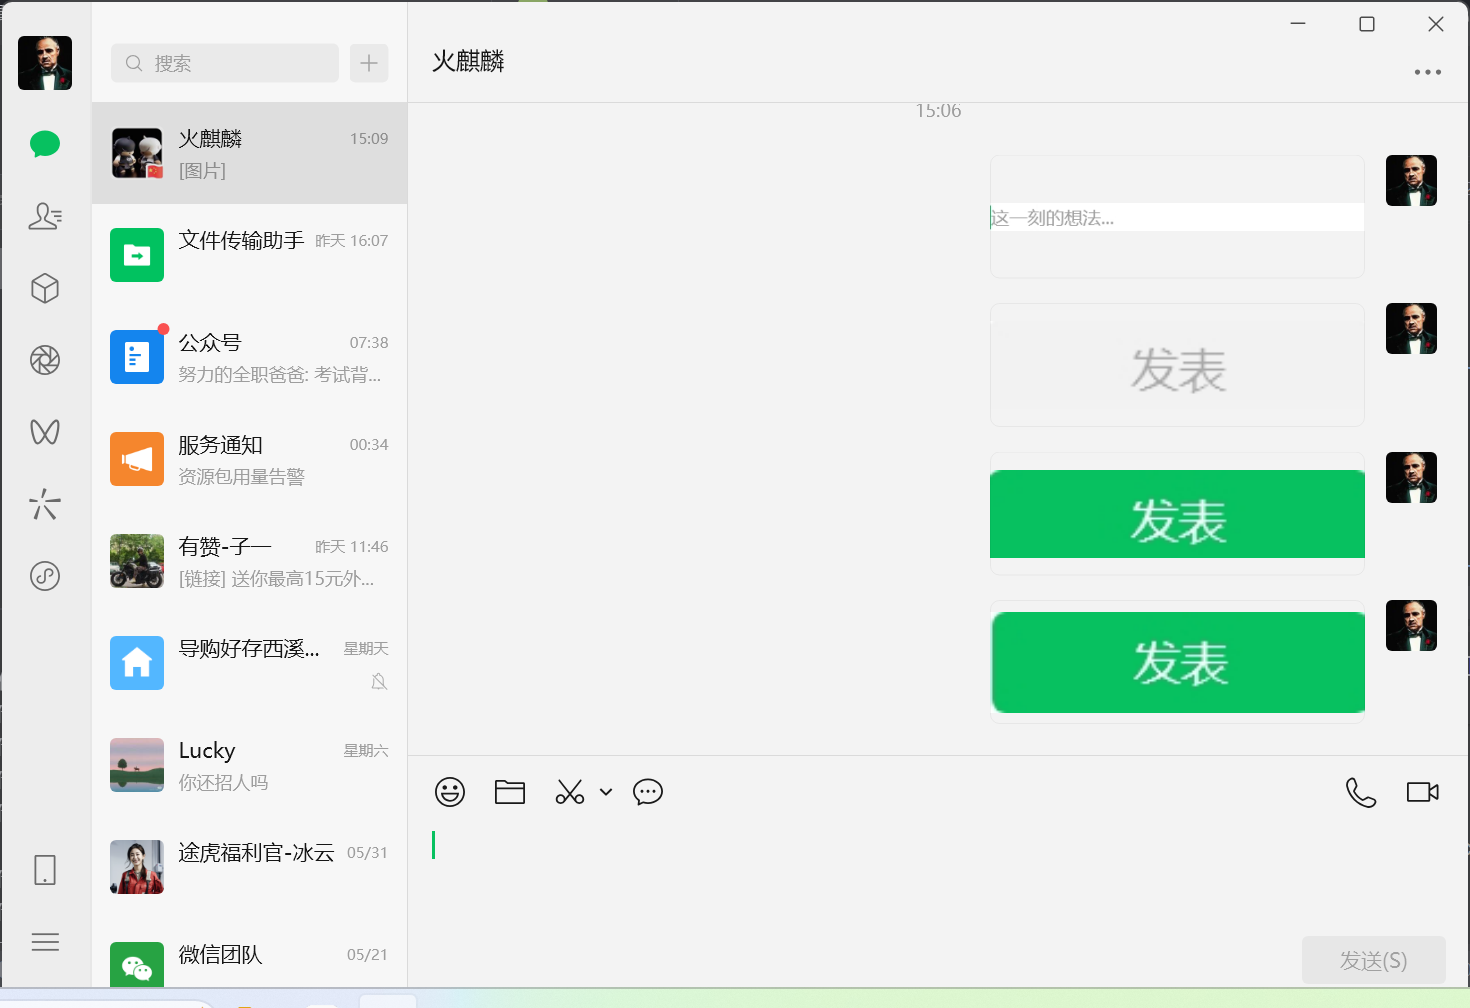 搜索
火麒麟
15:09
[图片]
文件传输助手
昨天 16:07
公众号
07:38
努力的全职爸爸: 考试背...
服务通知
00:34
资源包用量告警
有赞-子一
昨天 11:46
[链接] 送你最高15元外...
导购好存西溪...
星期天
Lucky
星期六
你还招人吗
途虎福利官-冰云
05/31
微信团队
05/21
火麒麟
15:06
这一刻的想法...
发表
发表
发表
发送(S)